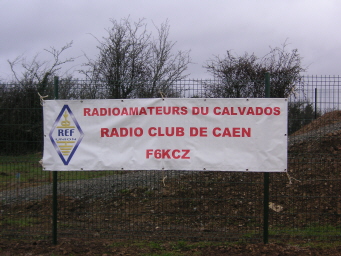 RADIOAMATEURS DU CALVADOS
REF
RADIO CLUB DE CAEN
F6KCZ